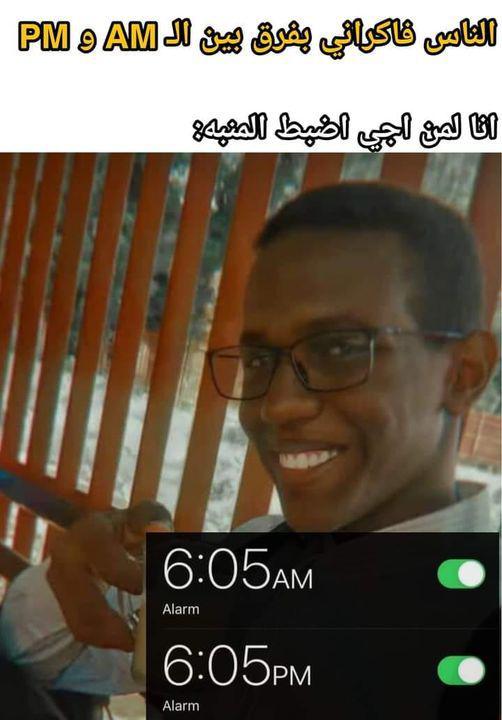 الناس فاكراني بفرق بين الـ AM و PM
انا لمن اجي اضبط المنبه:
6:05AM
Alarm
6:05PM
Alarm